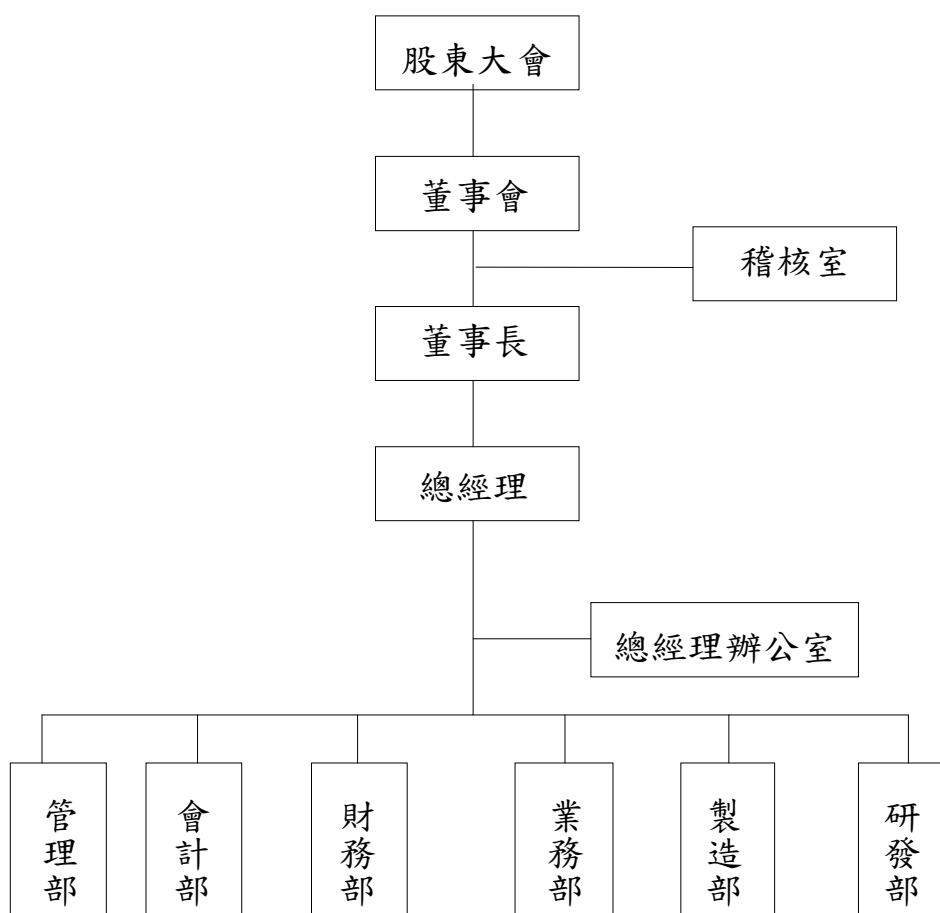 股東大會
董事會
稽核室
董事長
總經理
總經理辦公室
管理部
會計部
財務部
業務部
製造部
研發部